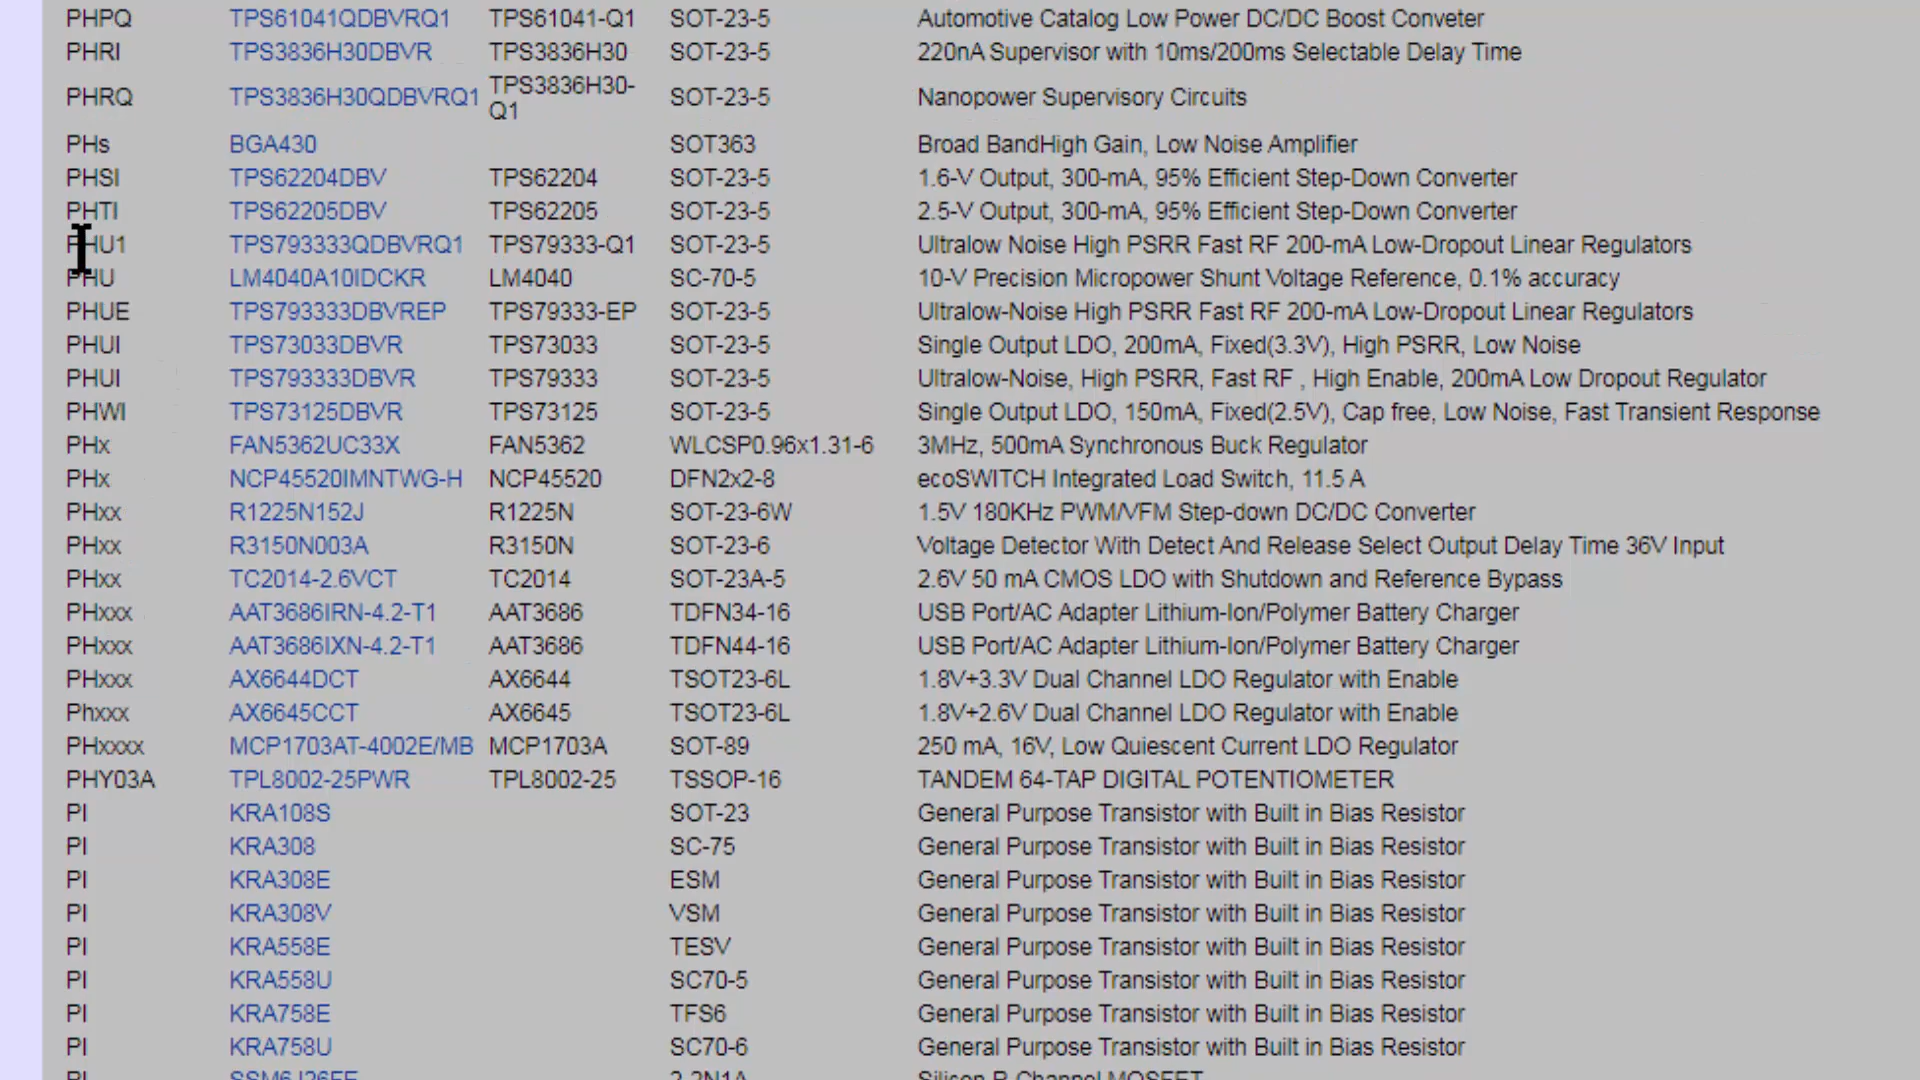 PHPQ TPS61041QDBVRQ1 TPS61041-Q1 SOT-23-5 Automotive Catalog Low Power DC/DC Boost Conveter
PHRI TPS3836H30DBVR TPS3836H30 SOT-23-5 220nA Supervisor with 10ms/200ms Selectable Delay Time
PHRQ TPS3836H30QDBVRQ1 TPS3836H30-
Q1 SOT-23-5 Nanopower Supervisory Circuits
PHs BGA430 SOT363 Broad BandHigh Gain, Low Noise Amplifier
PHSI TPS62204DBV TPS62204 SOT-23-5 1.6-V Output, 300-mA, 95% Efficient Step-Down Converter
PHTI TPS62205DBV TPS62205 SOT-23-5 2.5-V Output, 300-mA, 95% Efficient Step-Down Converter
PHU1 TPS793333QDBVRQ1 TPS79333-Q1 SOT-23-5 Ultralow Noise High PSRR Fast RF 200-mA Low-Dropout Linear Regulators
PHU LM4040A10IDCKR LM4040 SC-70-5 10-V Precision Micropower Shunt Voltage Reference, 0.1% accuracy
PHUE TPS793333DBVREP TPS79333-EP SOT-23-5 Ultralow-Noise High PSRR Fast RF 200-mA Low-Dropout Linear Regulators
PHUI TPS73033DBVR TPS73033 SOT-23-5 Single Output LDO, 200mA, Fixed(3.3V), High PSRR, Low Noise
PHUI TPS793333DBVR TPS79333 SOT-23-5 Ultralow-Noise, High PSRR, Fast RF , High Enable, 200mA Low Dropout Regulator
PHWI TPS73125DBVR TPS73125 SOT-23-5 Single Output LDO, 150mA, Fixed(2.5V), Cap free, Low Noise, Fast Transient Response
PHx FAN5362UC33X FAN5362 WLCSP0.96x1.31-6 3MHz, 500mA Synchronous Buck Regulator
PHx NCP45520IMNTWG-H NCP45520 DFN2x2-8 ecoSWITCH Integrated Load Switch, 11.5 A
PHxx R1225N152J R1225N SOT-23-6W 1.5V 180KHz PWM/VFM Step-down DC/DC Converter
PHxx R3150N003A R3150N SOT-23-6 Voltage Detector With Detect And Release Select Output Delay Time 36V Input
PHxx TC2014-2.6VCT TC2014 SOT-23A-5 2.6V 50 mA CMOS LDO with Shutdown and Reference Bypass
PHxxx AAT3686IRN-4.2-T1 AAT3686 TDFN34-16 USB Port/AC Adapter Lithium-Ion/Polymer Battery Charger
PHxxx AAT3686IXN-4.2-T1 AAT3686 TDFN44-16 USB Port/AC Adapter Lithium-Ion/Polymer Battery Charger
PHxxx AX6644DCT AX6644 TSOT23-6L 1.8V+3.3V Dual Channel LDO Regulator with Enable
Phxxx AX6645CCT AX6645 TSOT23-6L 1.8V+2.6V Dual Channel LDO Regulator with Enable
PHxxxx MCP1703AT-4002E/MB MCP1703A SOT-89 250 mA, 16V, Low Quiescent Current LDO Regulator
PHY03A TPL8002-25PWR TPL8002-25 TSSOP-16 TANDEM 64-TAP DIGITAL POTENTIOMETER
PI KRA108S SOT-23 General Purpose Transistor with Built in Bias Resistor
PI KRA308 SC-75 General Purpose Transistor with Built in Bias Resistor
PI KRA308E ESM General Purpose Transistor with Built in Bias Resistor
PI KRA308V VSM General Purpose Transistor with Built in Bias Resistor
PI KRA558E TESV General Purpose Transistor with Built in Bias Resistor
PI KRA558U SC70-5 General Purpose Transistor with Built in Bias Resistor
PI KRA758E TFS6 General Purpose Transistor with Built in Bias Resistor
PI KRA758U SC70-6 General Purpose Transistor with Built in Bias Resistor
PI SSM6J26FE 2-2N1A Silicon P-Channel MOSFET